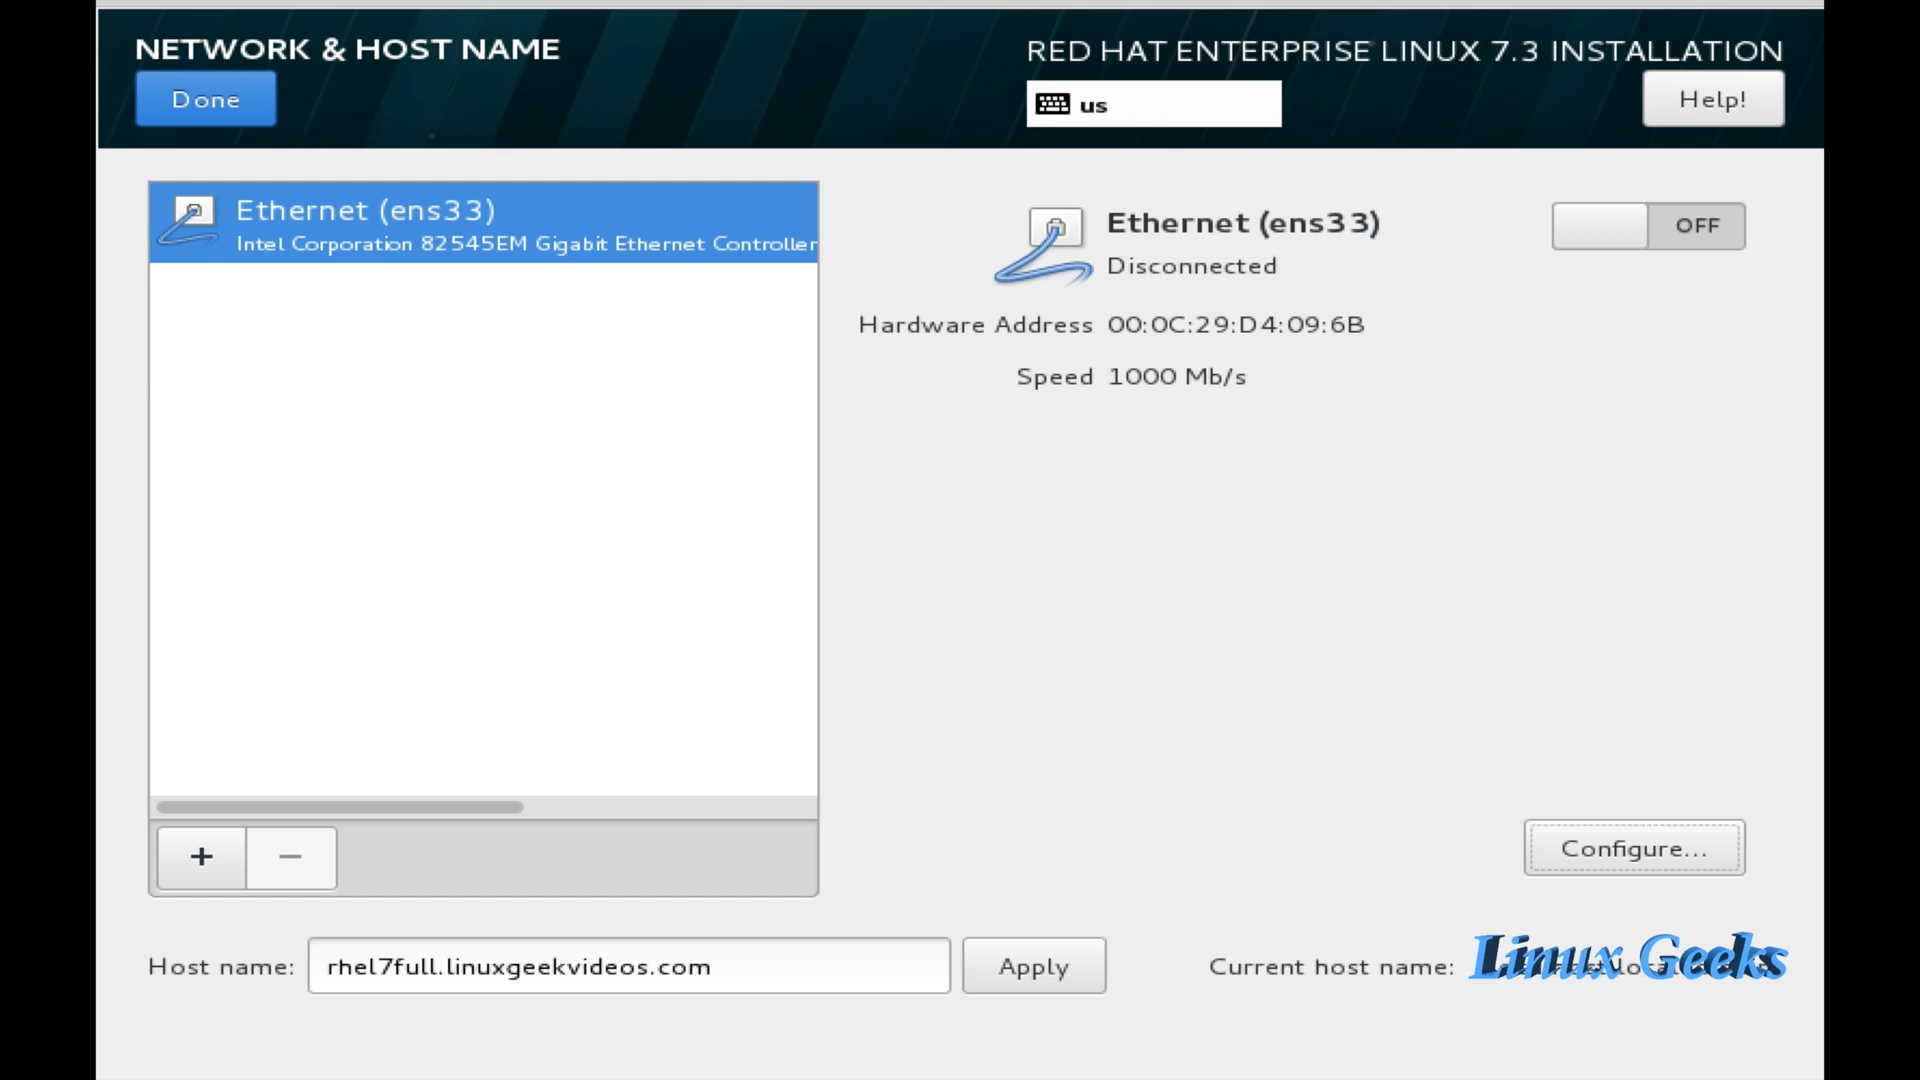 NETWORK & HOST NAME
RED HAT ENTERPRISE LINUX 7.3 INSTALLATION
Done
us
Help!
Ethernet (ens33)
Intel Corporation 82545EM Gigabit Ethernet Controller
Ethernet (ens33)
Disconnected
OFF
Hardware Address 00:0C:29:D4:09:6B
Speed 1000 Mb/s
+ −
Configure...
Host name: rhel7full.linuxgeekvideos.com
Apply
Current host name:
Linux Geeks